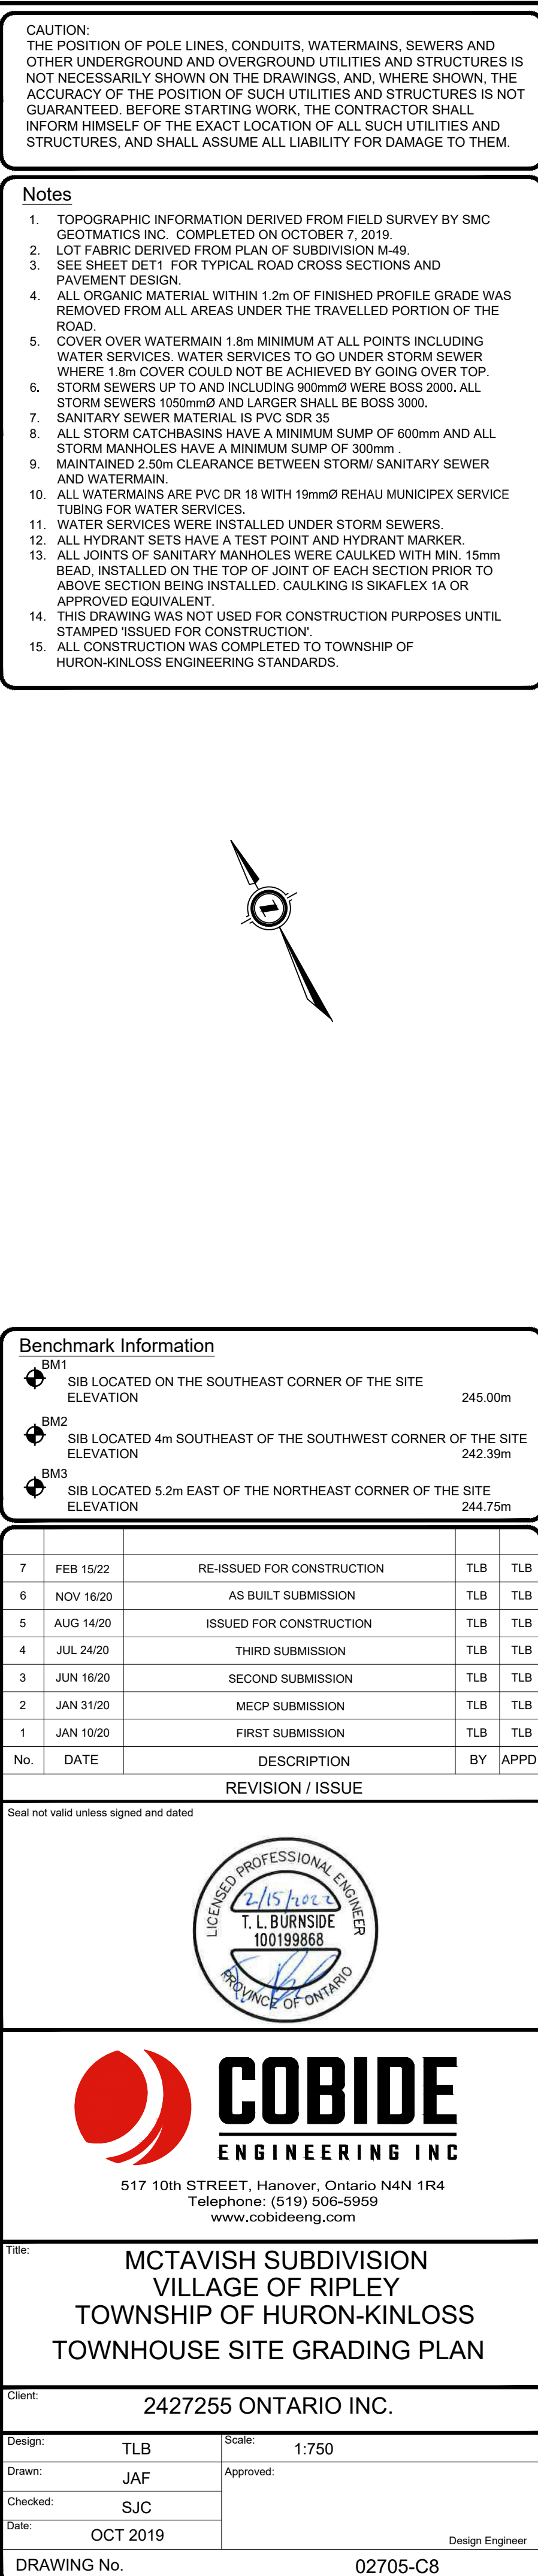 CAUTION:
THE POSITION OF POLE LINES, CONDUITS, WATERMAINS, SEWERS AND
OTHER UNDERGROUND AND OVERGROUND UTILITIES AND STRUCTURES IS
NOT NECESSARILY SHOWN ON THE DRAWINGS, AND, WHERE SHOWN, THE
ACCURACY OF THE POSITION OF SUCH UTILITIES AND STRUCTURES IS NOT
GUARANTEED. BEFORE STARTING WORK, THE CONTRACTOR SHALL
INFORM HIMSELF OF THE EXACT LOCATION OF ALL SUCH UTILITIES AND
STRUCTURES, AND SHALL ASSUME ALL LIABILITY FOR DAMAGE TO THEM.
Notes
1. TOPOGRAPHIC INFORMATION DERIVED FROM FIELD SURVEY BY SMC
GEOTMATICS INC. COMPLETED ON OCTOBER 7, 2019.
2. LOT FABRIC DERIVED FROM PLAN OF SUBDIVISION M-49.
3. SEE SHEET DET1 FOR TYPICAL ROAD CROSS SECTIONS AND
PAVEMENT DESIGN.
4. ALL ORGANIC MATERIAL WITHIN 1.2m OF FINISHED PROFILE GRADE WAS
REMOVED FROM ALL AREAS UNDER THE TRAVELLED PORTION OF THE
ROAD.
5. COVER OVER WATERMAIN 1.8m MINIMUM AT ALL POINTS INCLUDING
WATER SERVICES. WATER SERVICES TO GO UNDER STORM SEWER
WHERE 1.8m COVER COULD NOT BE ACHIEVED BY GOING OVER TOP.
6. STORM SEWERS UP TO AND INCLUDING 900mmØ WERE BOSS 2000. ALL
STORM SEWERS 1050mmØ AND LARGER SHALL BE BOSS 3000.
7. SANITARY SEWER MATERIAL IS PVC SDR 35
8. ALL STORM CATCHBASINS HAVE A MINIMUM SUMP OF 600mm AND ALL
STORM MANHOLES HAVE A MINIMUM SUMP OF 300mm .
9. MAINTAINED 2.50m CLEARANCE BETWEEN STORM/ SANITARY SEWER
AND WATERMAIN.
10. ALL WATERMAINS ARE PVC DR 18 WITH 19mmØ REHAU MUNICIPEX SERVICE
TUBING FOR WATER SERVICES.
11. WATER SERVICES WERE INSTALLED UNDER STORM SEWERS.
12. ALL HYDRANT SETS HAVE A TEST POINT AND HYDRANT MARKER.
13. ALL JOINTS OF SANITARY MANHOLES WERE CAULKED WITH MIN. 15mm
BEAD, INSTALLED ON THE TOP OF JOINT OF EACH SECTION PRIOR TO
ABOVE SECTION BEING INSTALLED. CAULKING IS SIKAFLEX 1A OR
APPROVED EQUIVALENT.
14. THIS DRAWING WAS NOT USED FOR CONSTRUCTION PURPOSES UNTIL
STAMPED 'ISSUED FOR CONSTRUCTION'.
15. ALL CONSTRUCTION WAS COMPLETED TO TOWNSHIP OF
HURON-KINLOSS ENGINEERING STANDARDS.
Z
Benchmark Information
BM1
SIB LOCATED ON THE SOUTHEAST CORNER OF THE SITE
ELEVATION 245.00m
BM2
SIB LOCATED 4m SOUTHEAST OF THE SOUTHWEST CORNER OF THE SITE
ELEVATION 242.39m
BM3
SIB LOCATED 5.2m EAST OF THE NORTHEAST CORNER OF THE SITE
ELEVATION 244.75m
7 FEB 15/22 RE-ISSUED FOR CONSTRUCTION TLB TLB
6 NOV 16/20 AS BUILT SUBMISSION TLB TLB
5 AUG 14/20 ISSUED FOR CONSTRUCTION TLB TLB
4 JUL 24/20 THIRD SUBMISSION TLB TLB
3 JUN 16/20 SECOND SUBMISSION TLB TLB
2 JAN 31/20 MECP SUBMISSION TLB TLB
1 JAN 10/20 FIRST SUBMISSION TLB TLB
No. DATE DESCRIPTION BY APPD
REVISION / ISSUE
Seal not valid unless signed and dated
LICENSED PROFESSIONAL ENGINEER
2/15/2022
T. L. BURNSIDE
100199868
PROVINCE OF ONTARIO
COBIDE
ENGINEERING INC
517 10th STREET, Hanover, Ontario N4N 1R4
Telephone: (519) 506-5959
www.cobideeng.com
Title:
MCTAVISH SUBDIVISION
VILLAGE OF RIPLEY
TOWNSHIP OF HURON-KINLOSS
TOWNHOUSE SITE GRADING PLAN
Client:
2427255 ONTARIO INC.
Design: TLB Scale: 1:750
Drawn: JAF Approved:
Checked: SJC
Date: OCT 2019
Design Engineer
DRAWING No. 02705-C8